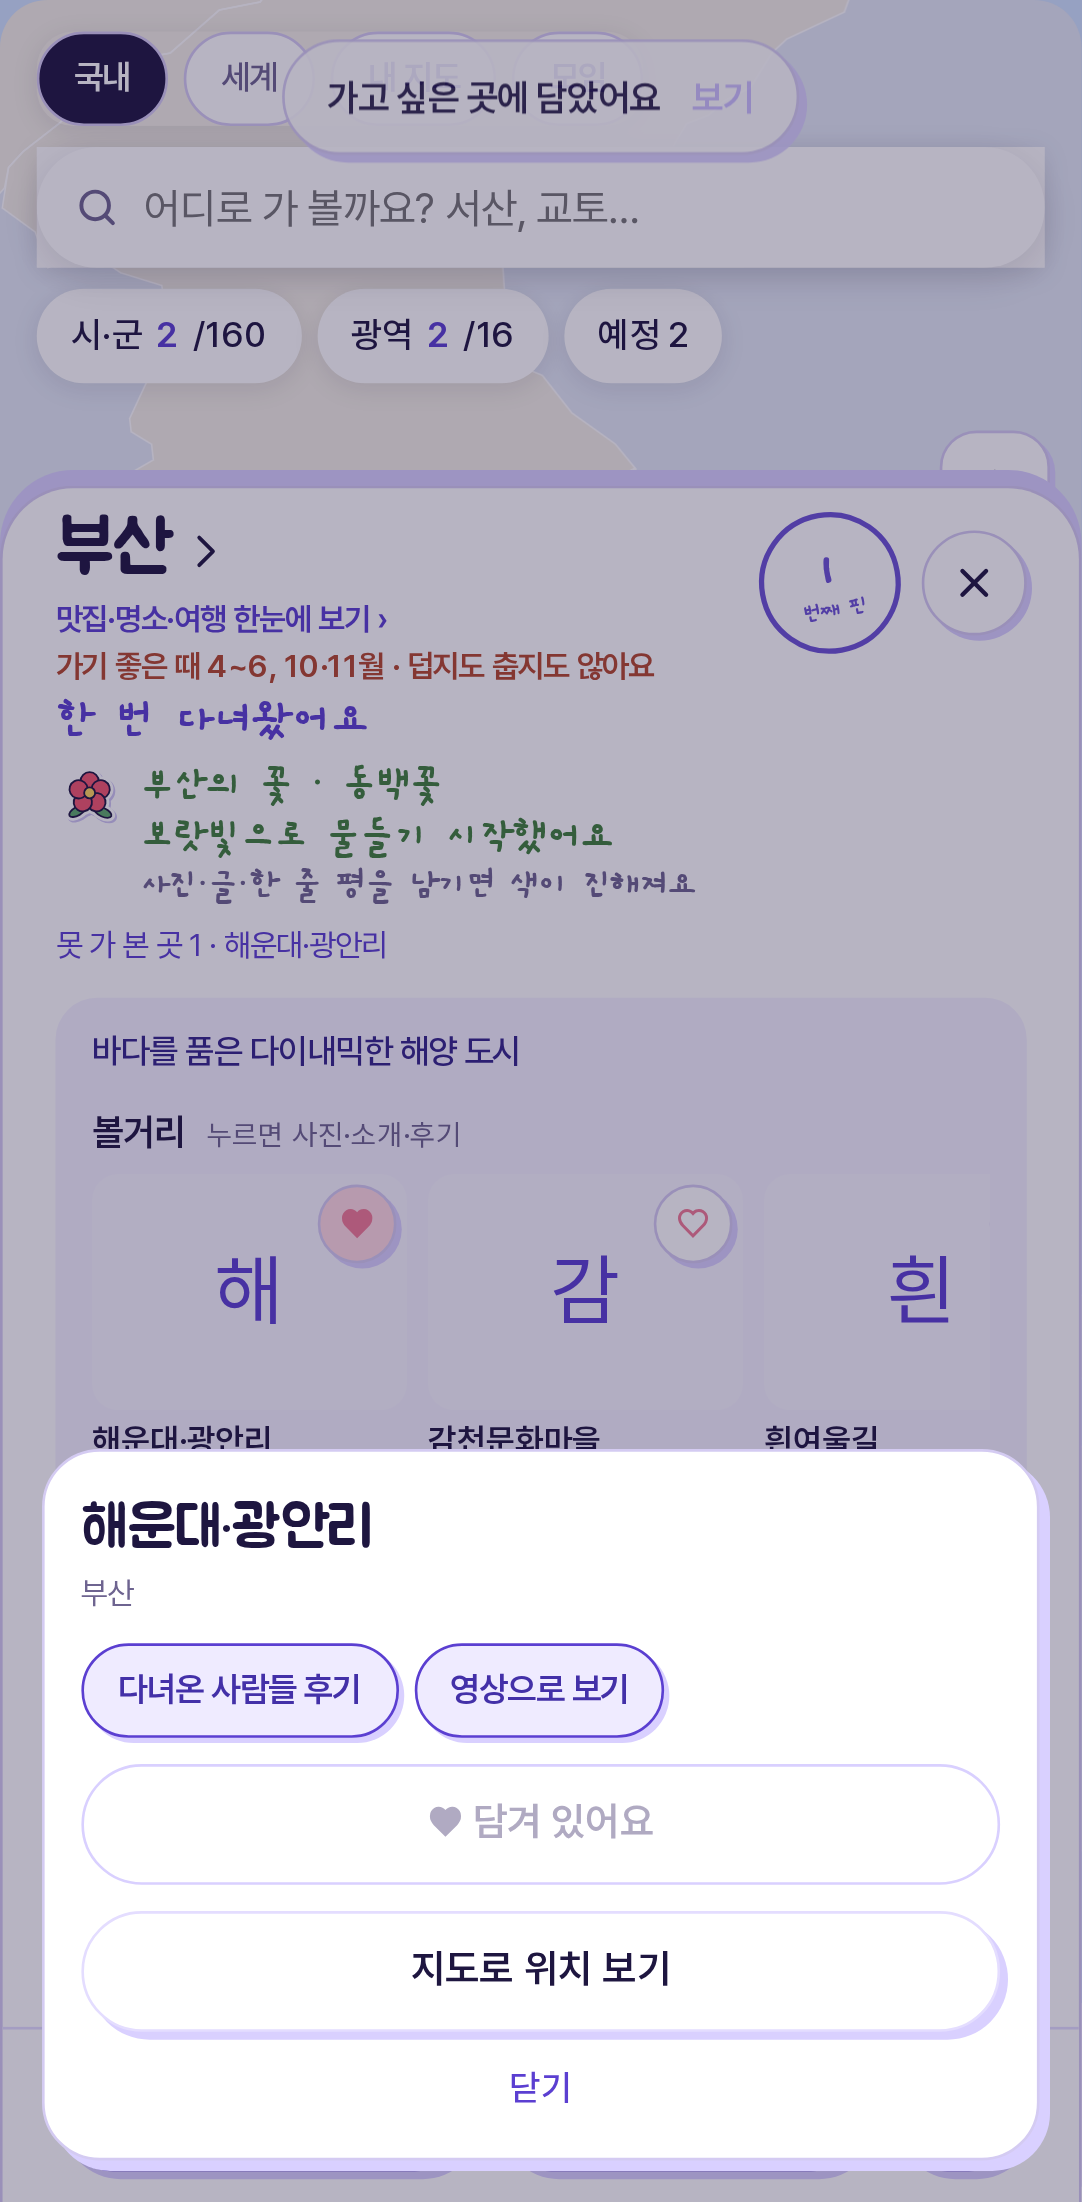 국내 세계 내 지도 모임
가고 싶은 곳에 담았어요 보기
어디로 가 볼까요? 서산, 교토...
시·군 2 /160 광역 2 /16 예정 2
부산 >
맛집·명소·여행 한눈에 보기 ›
1 번째 핀
가기 좋은 때 4~6, 10·11월 · 덥지도 춥지도 않아요
한 번 다녀왔어요
부산의 꽃 · 동백꽃
보랏빛으로 물들기 시작했어요
사진·글·한 줄 평을 남기면 색이 진해져요
못 가 본 곳 1 · 해운대·광안리
바다를 품은 다이내믹한 해양 도시
볼거리 누르면 사진·소개·후기
해 감 흰
해운대·광안리 감천문화마을 흰여울길
해운대·광안리
부산
다녀온 사람들 후기 영상으로 보기
♥ 담겨 있어요
지도로 위치 보기
닫기